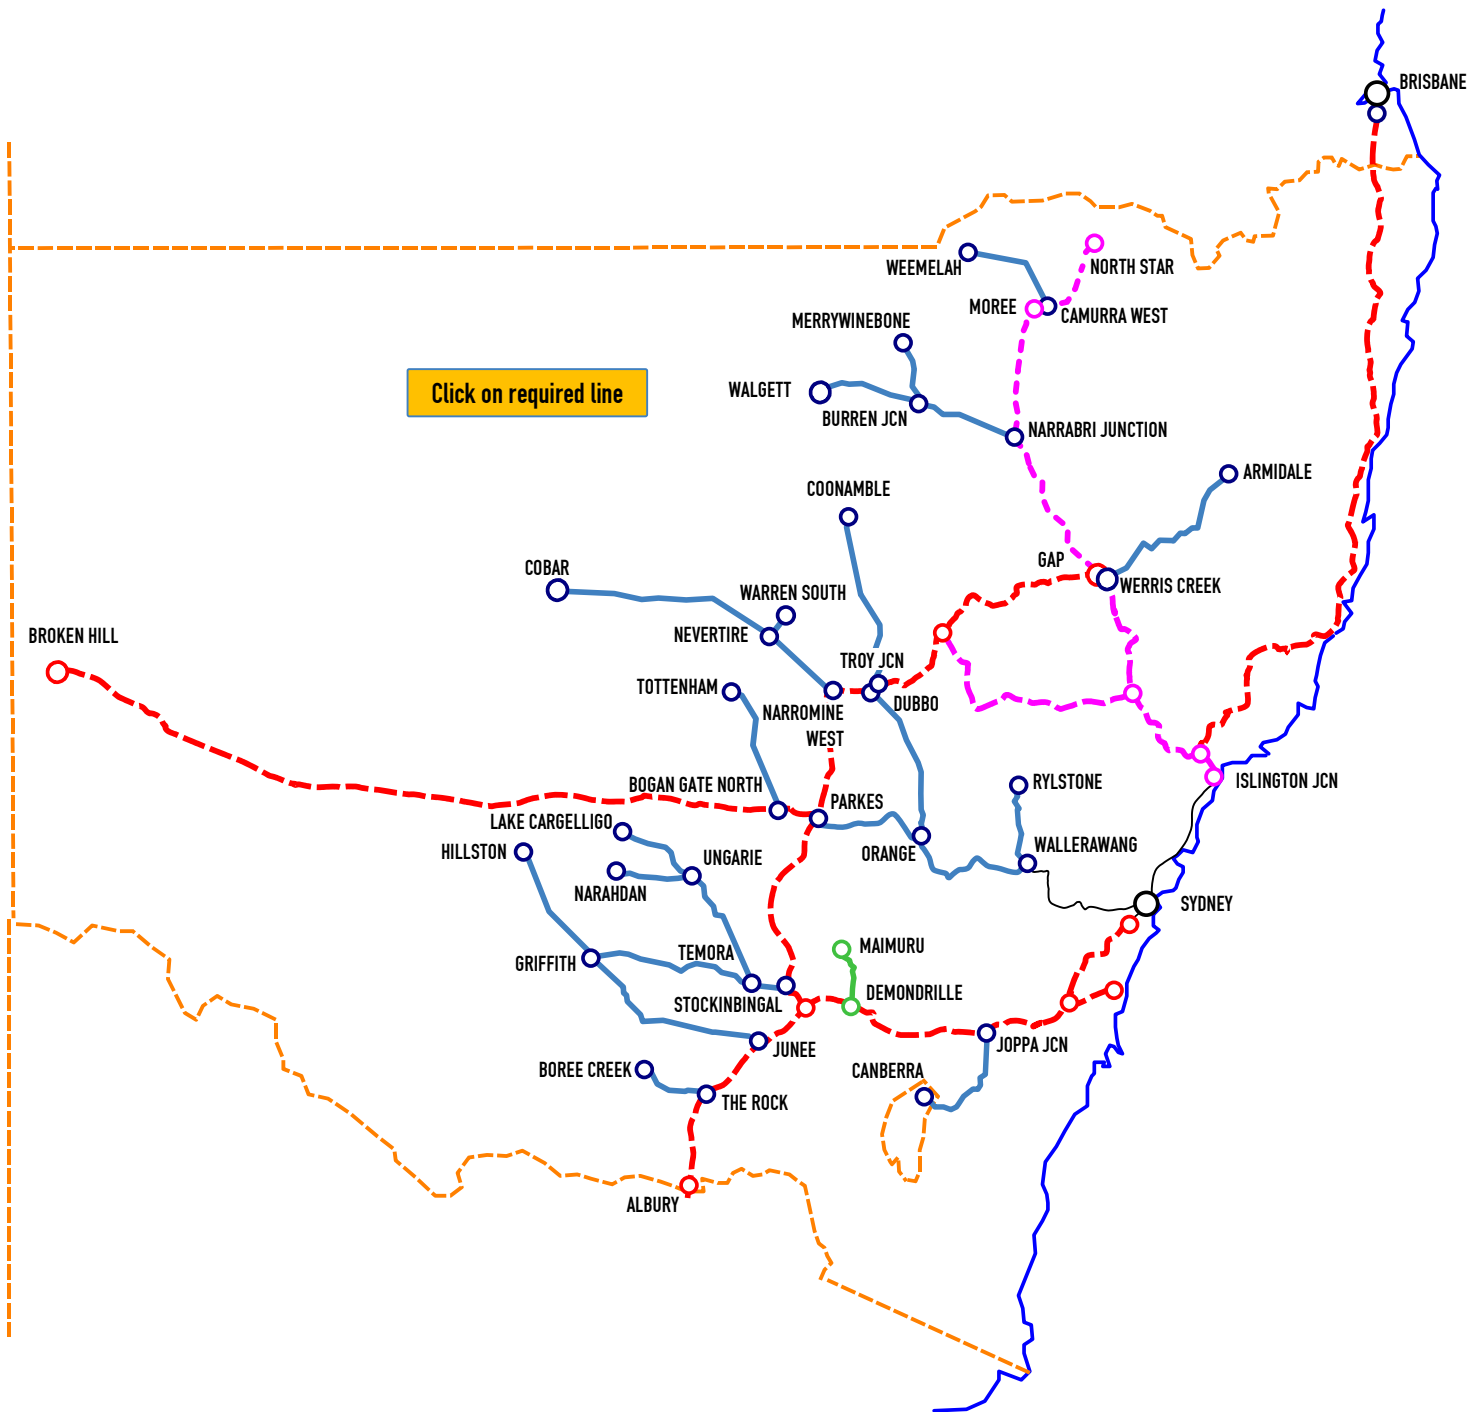 BRISBANE
WEEMELAH
NORTH STAR
MOREE
CAMURRA WEST
MERRYWINEBONE
WALGETT
Click on required line
BURREN JCN
NARRABRI JUNCTION
ARMIDALE
COONAMBLE
GAP
COBAR
WERRIS CREEK
WARREN SOUTH
BROKEN HILL
NEVERTIRE
TROY JCN
TOTTENHAM
DUBBO
NARROMINE
WEST
ISLINGTON JCN
RYLSTONE
BOGAN GATE NORTH
PARKES
LAKE CARGELLIGO
WALLERAWANG
HILLSTON
ORANGE
UNGARIE
NARAHDAN
SYDNEY
MAIMURU
TEMORA
GRIFFITH
DEMONDRILLE
STOCKINBINGAL
JOPPA JCN
JUNEE
BOREE CREEK
CANBERRA
THE ROCK
ALBURY